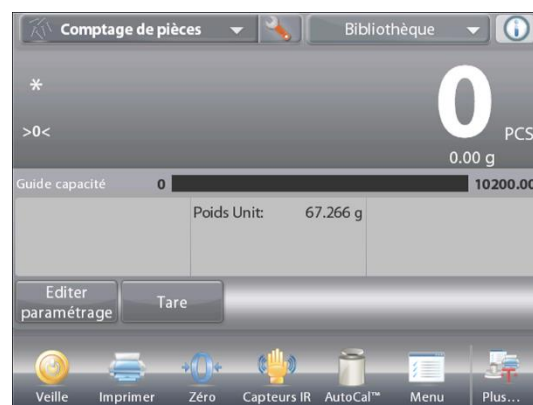 Comptage de pièces
Bibliothèque
*
0
>0<
PCS
0.00 g
Guide capacité 0 10200.00
Poids Unit: 67.266 g
Editer paramétrage
Tare
Veille Imprimer Zéro Capteurs IR AutoCal™ Menu Plus...